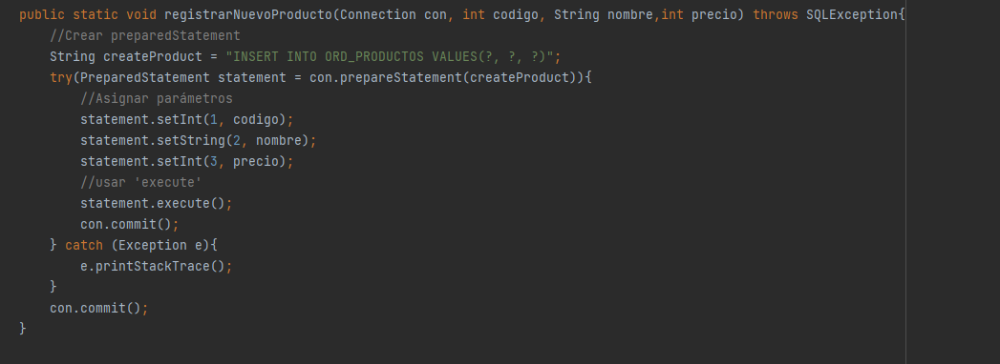 public static void registrarNuevoProducto(Connection con, int codigo, String nombre,int precio) throws SQLException{
//Crear preparedStatement
String createProduct = "INSERT INTO ORD_PRODUCTOS VALUES(?, ?, ?)";
try(PreparedStatement statement = con.prepareStatement(createProduct)){
//Asignar parámetros
statement.setInt(1, codigo);
statement.setString(2, nombre);
statement.setInt(3, precio);
//usar 'execute'
statement.execute();
con.commit();
} catch (Exception e){
e.printStackTrace();
}
con.commit();
}